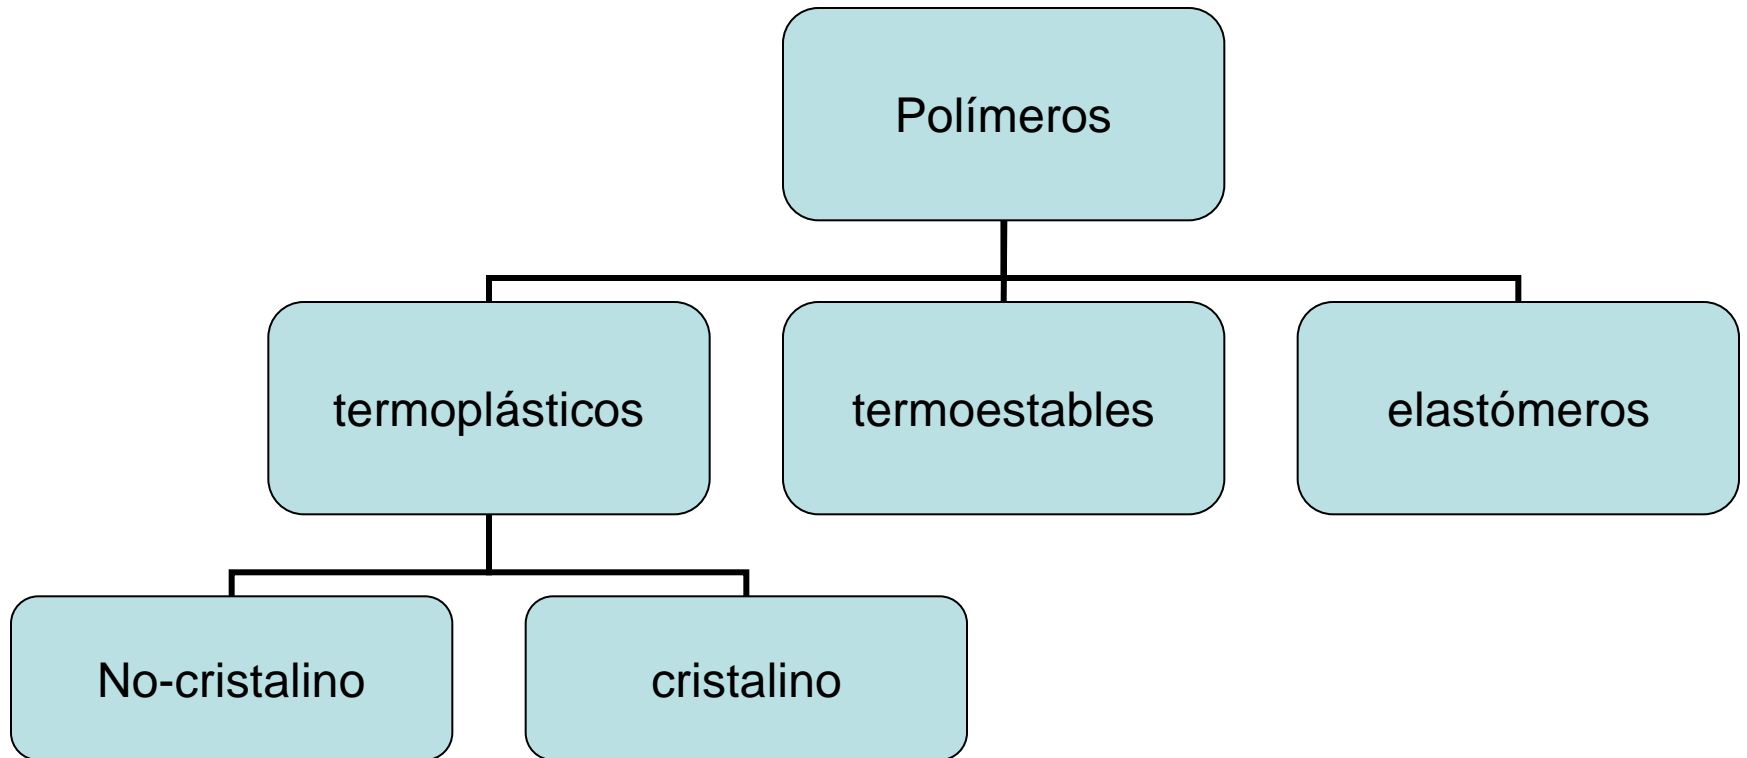 Polímeros
termoplásticos
termoestables
elastómeros
No-cristalino
cristalino